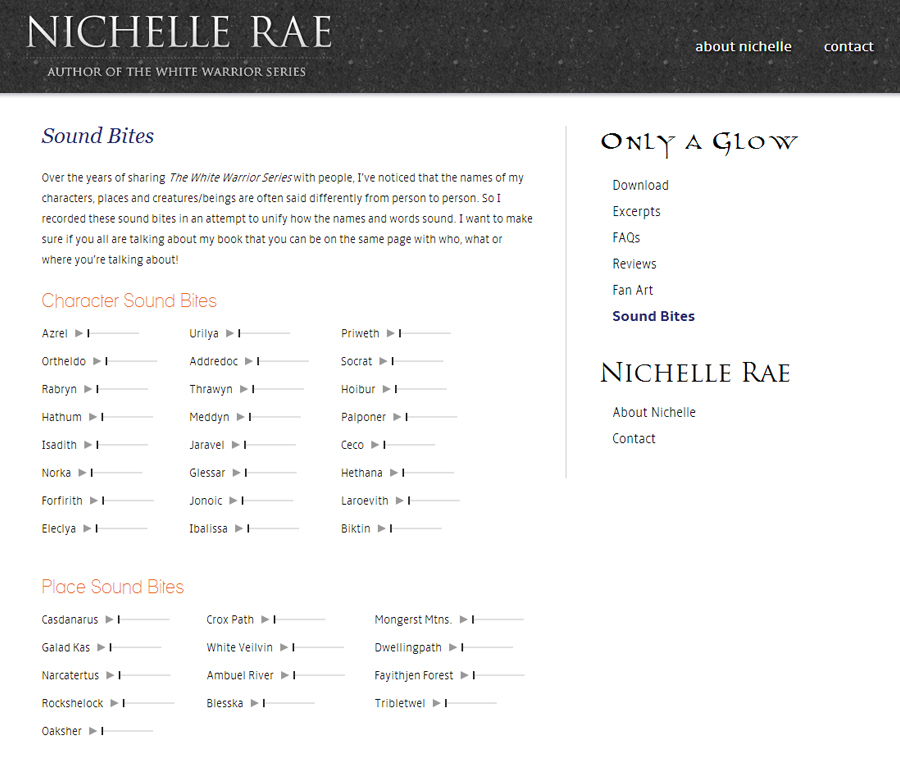 NICHELLE RAE
AUTHOR OF THE WHITE WARRIOR SERIES
about nichelle contact
Sound Bites
Over the years of sharing The White Warrior Series with people, I've noticed that the names of my
characters, places and creatures/beings are often said differently from person to person. So I
recorded these sound bites in an attempt to unify how the names and words sound. I want to make
sure if you all are talking about my book that you can be on the same page with who, what or
where you're talking about!
Character Sound Bites
Azrel Urilya Priweth
Ortheldo Addredoc Socrat
Rabryn Thrawyn Hoibur
Hathum Meddyn Palponer
Isadith Jaravel Ceco
Norka Glessar Hethana
Forfirith Jonoic Laroevith
Eleclya Ibalissa Biktin
Place Sound Bites
Casdanarus Crox Path Mongerst Mtns.
Galad Kas White Veilvin Dwellingpath
Narcatertus Ambuel River Fayithjen Forest
Rockshelock Blesska Tribletwel
Oaksher
Only a Glow
Download
Excerpts
FAQs
Reviews
Fan Art
Sound Bites
Nichelle Rae
About Nichelle
Contact